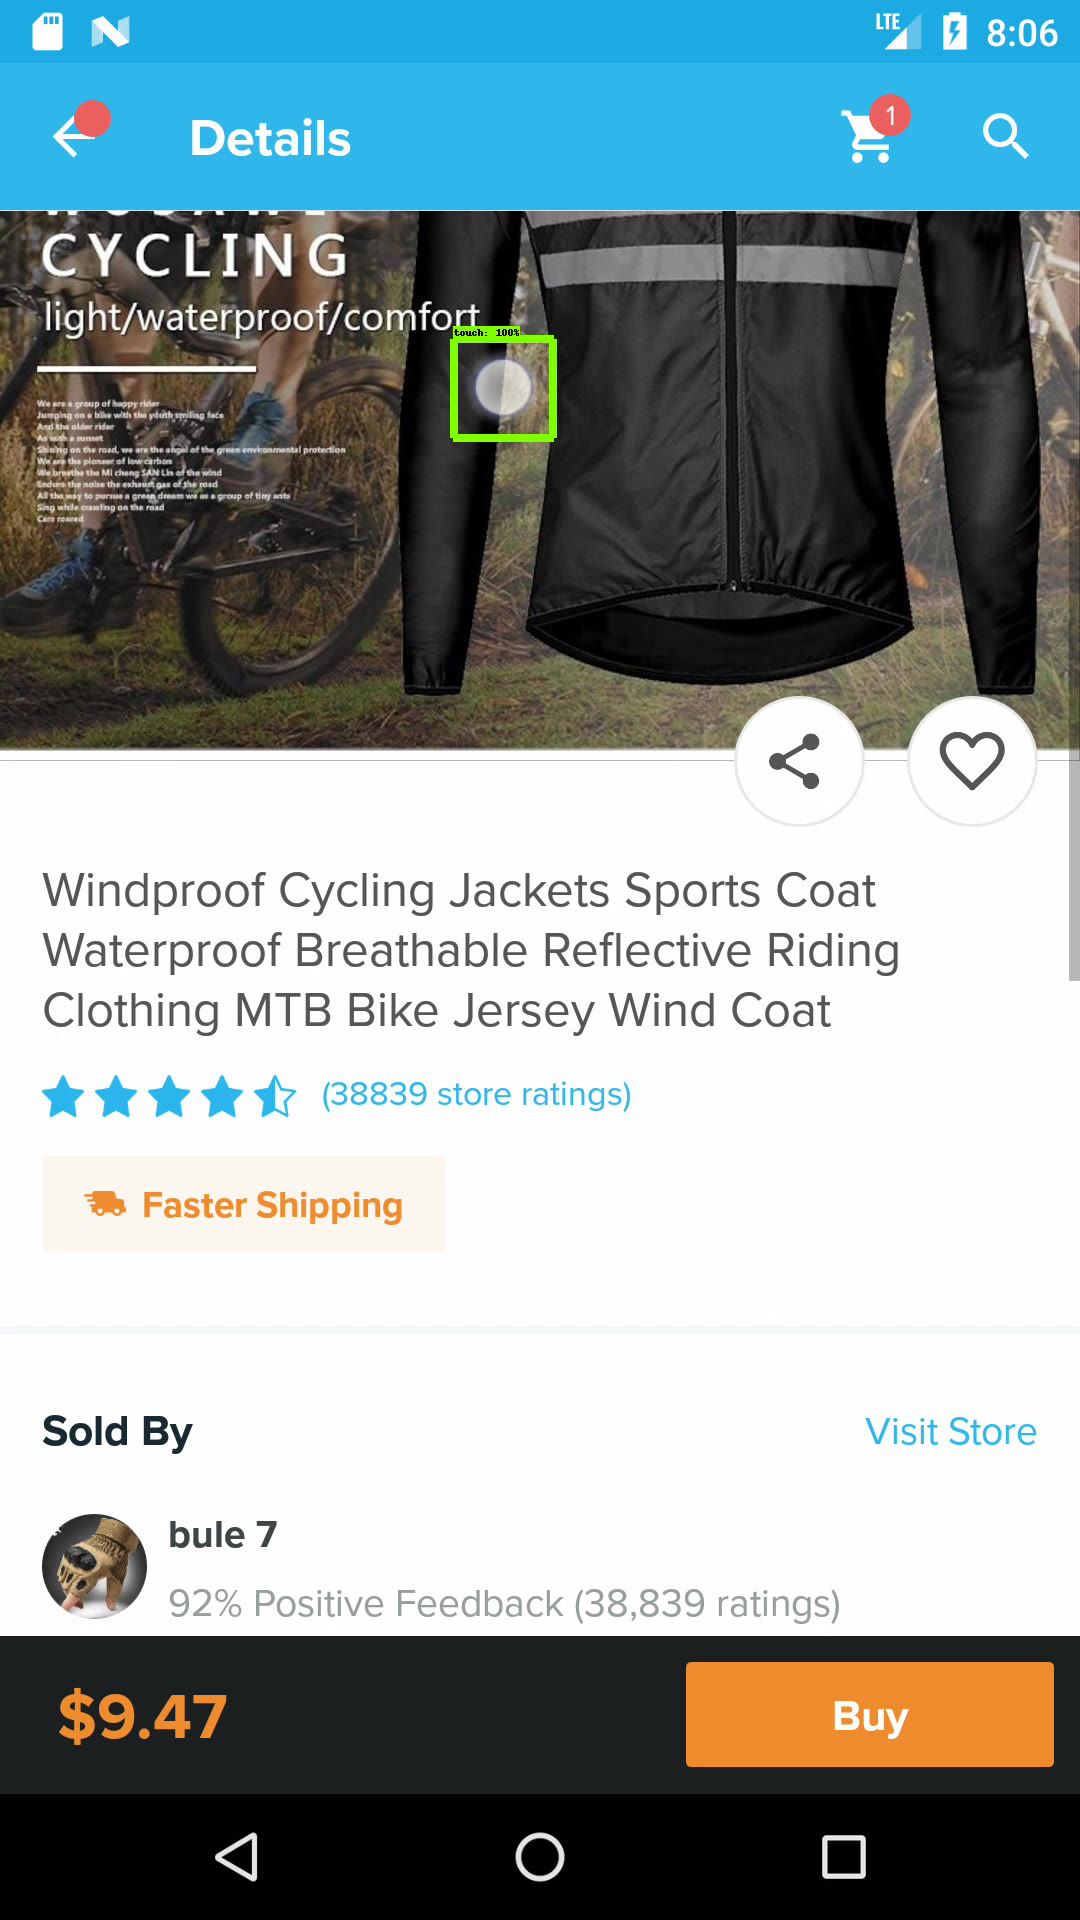 LTE 8:06
Details
1
CYCLING
light/waterproof/comfort
touch: 100%
We are a group of happy rider
Jumping on a bike with the youth smiling face
And the older rider
As with a sunset
Shining on the road, we are the angel of the green environmental protection
We are the pioneer of low carbon
We breathe the Mi cheng SAN Lin of the wind
Endure the noise the exhaust gas of the road
All the way to pursue a green dream we as a group of tiny ants
Sing while crawling on the road
Cars roared
Windproof Cycling Jackets Sports Coat
Waterproof Breathable Reflective Riding
Clothing MTB Bike Jersey Wind Coat
(38839 store ratings)
Faster Shipping
Sold By
Visit Store
bule 7
92% Positive Feedback (38,839 ratings)
$9.47
Buy